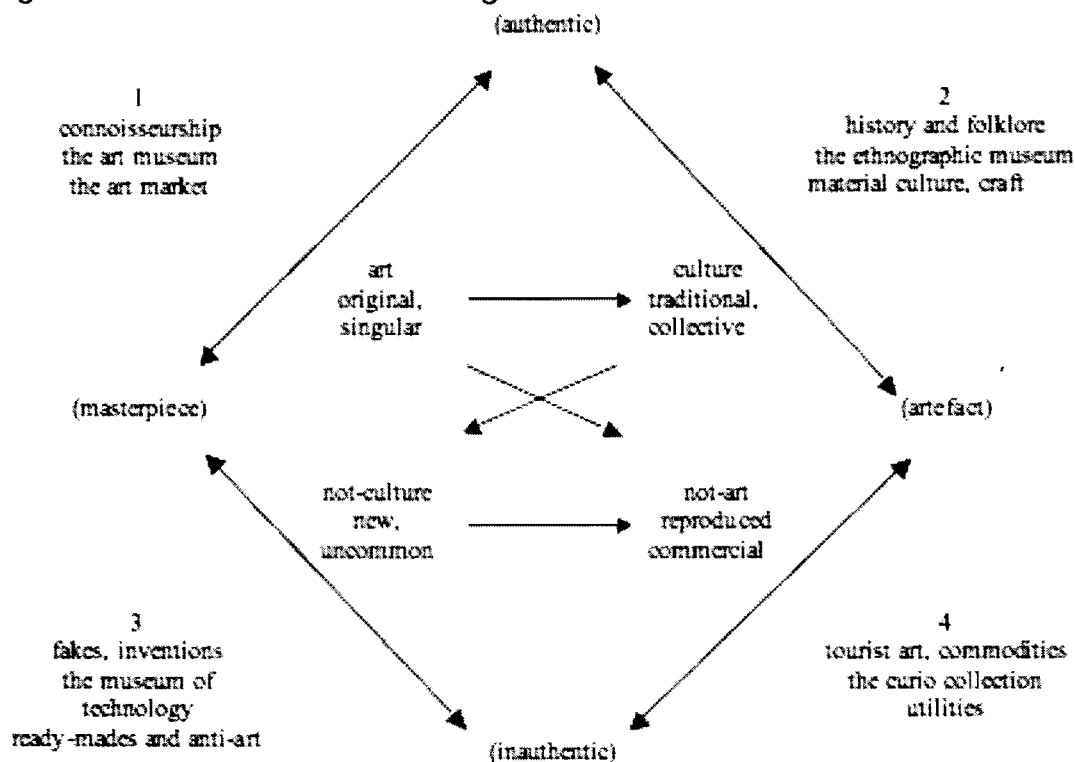 (authentic)
1
connoisseurship
the art museum
the art market
2
history and folklore
the ethnographic museum
material culture, craft
art
original,
singular
culture
traditional,
collective
(masterpiece)
(artefact)
not-culture
new,
uncommon
not-art
reproduced
commercial
3
fakes, inventions
the museum of
technology
ready-mades and anti-art
4
tourist art, commodities
the curio collection
utilities
(inauthentic)